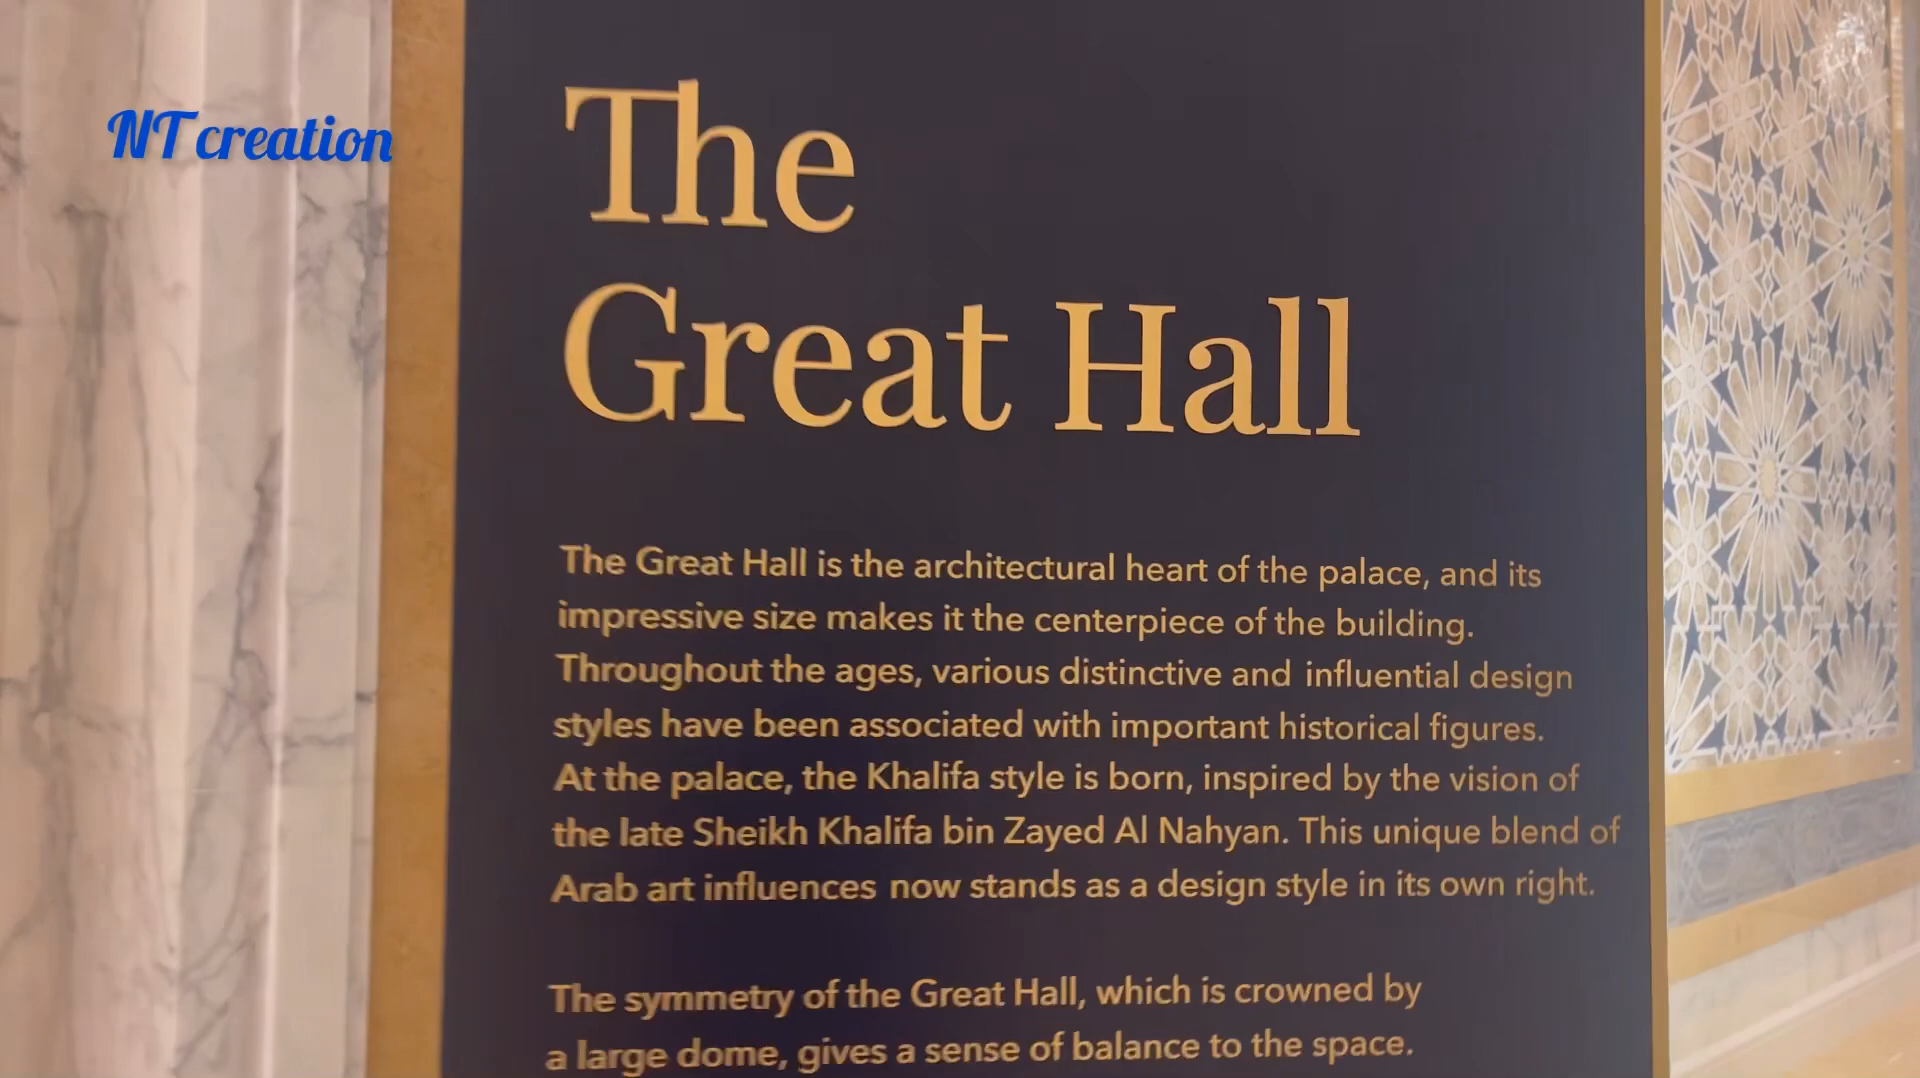 NT creation
The
Great Hall
The Great Hall is the architectural heart of the palace, and its
impressive size makes it the centerpiece of the building.
Throughout the ages, various distinctive and influential design
styles have been associated with important historical figures.
At the palace, the Khalifa style is born, inspired by the vision of
the late Sheikh Khalifa bin Zayed Al Nahyan. This unique blend of
Arab art influences now stands as a design style in its own right.
The symmetry of the Great Hall, which is crowned by
a large dome, gives a sense of balance to the space.